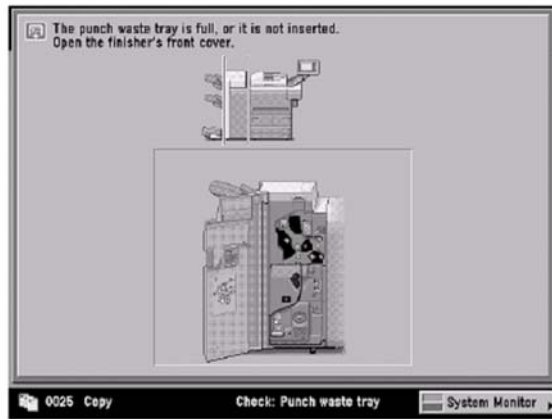 The punch waste tray is full, or it is not inserted.
Open the finisher's front cover.
0025 Copy
Check: Punch waste tray
System Monitor